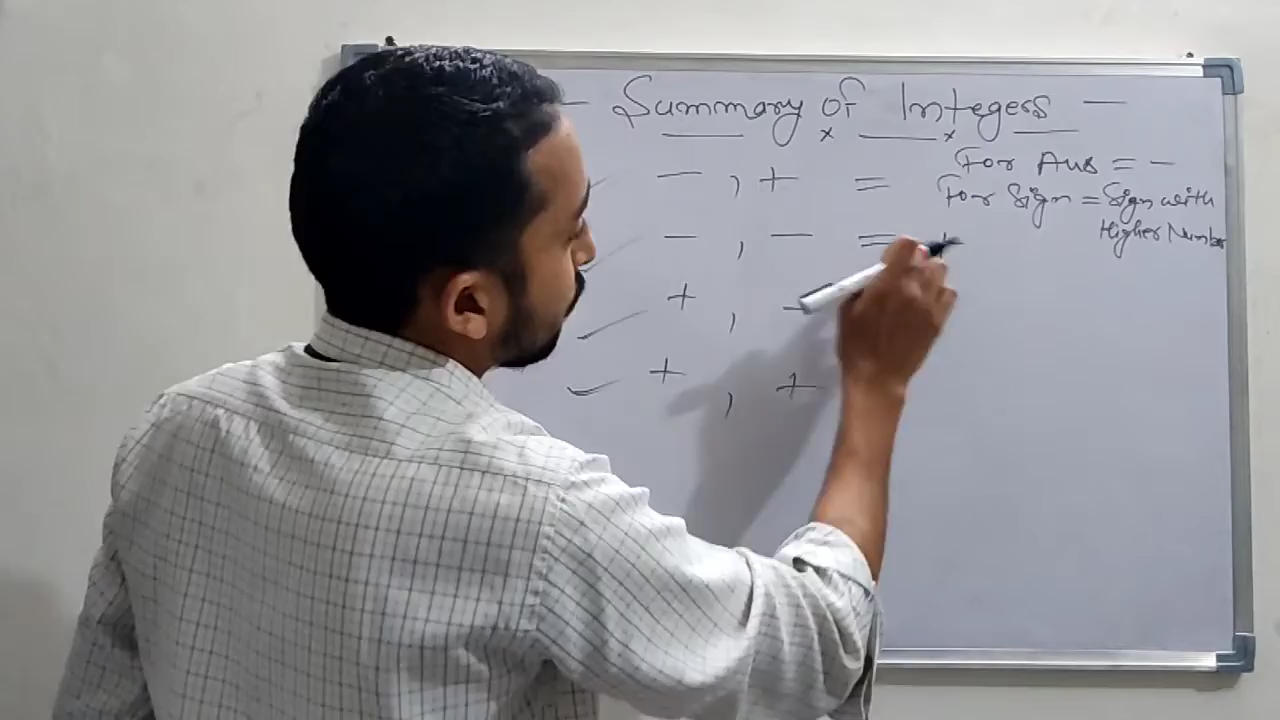 - Summary of Integers -
- , + = For Ans = -
For Sign = Sign with
Higher Number
- , - =
+ , -
+ , +